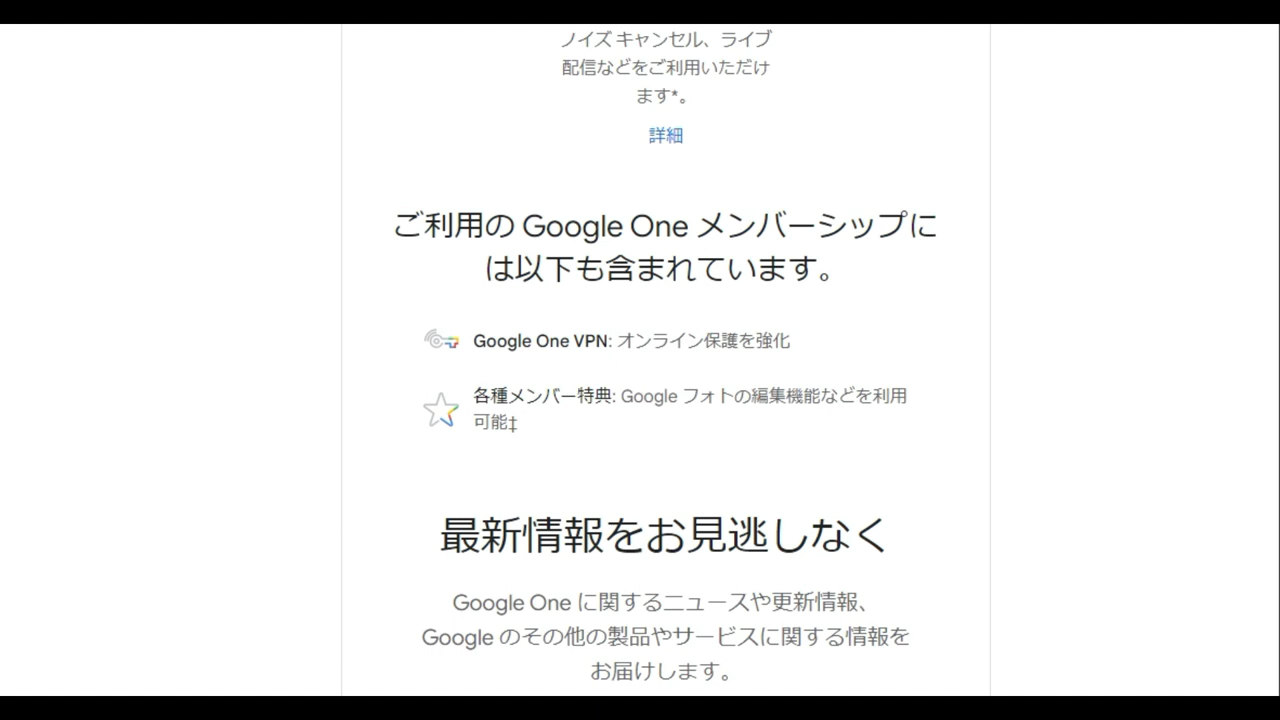 ノイズ キャンセル、ライブ
配信などをご利用いただけ
ます*。
詳細
ご利用の Google One メンバーシップに
は以下も含まれています。
Google One VPN: オンライン保護を強化
各種メンバー特典: Google フォトの編集機能などを利用
可能‡
最新情報をお見逃しなく
Google One に関するニュースや更新情報、
Google のその他の製品やサービスに関する情報を
お届けします。